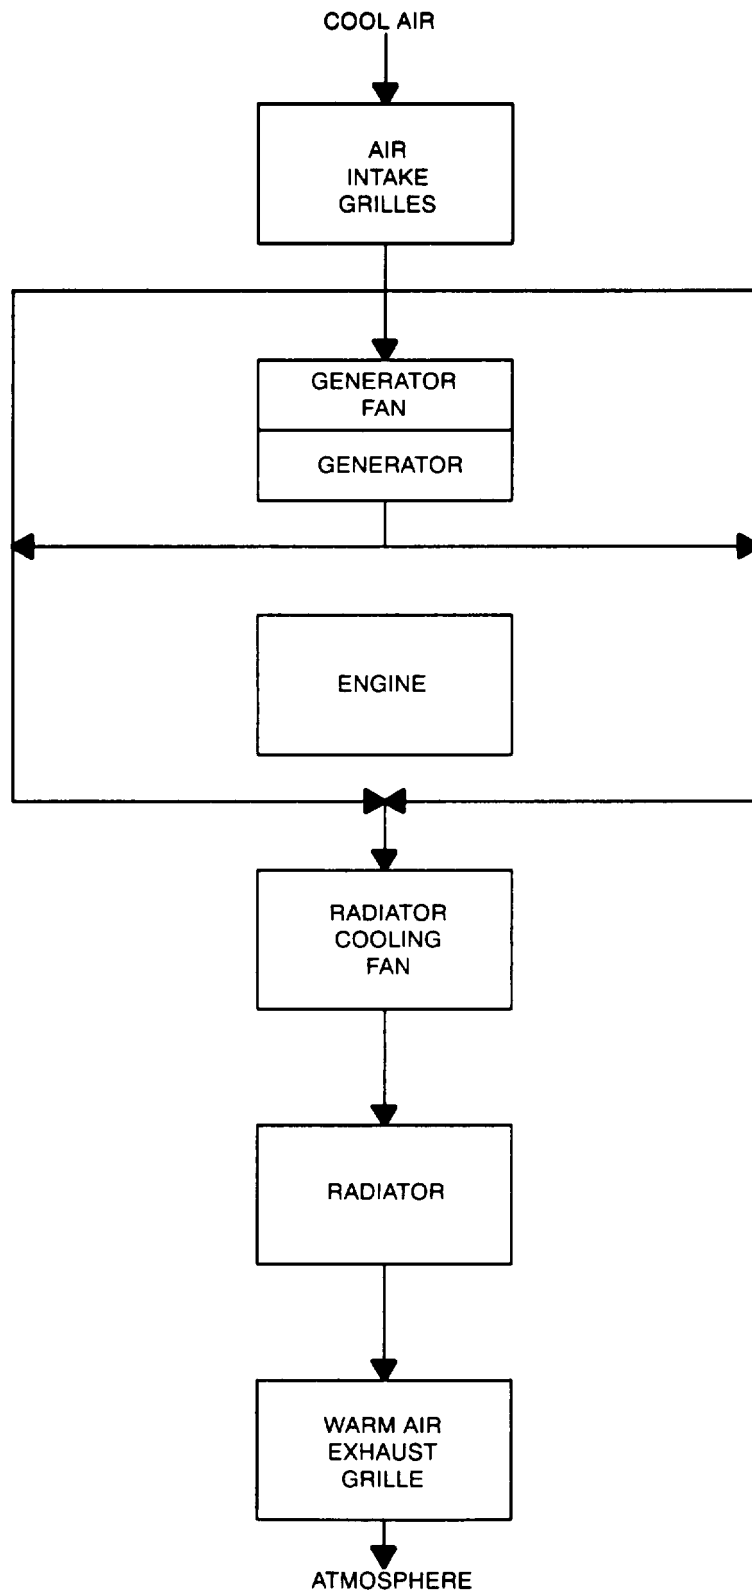 COOL AIR
AIR
INTAKE
GRILLES
GENERATOR
FAN
GENERATOR
ENGINE
RADIATOR
COOLING
FAN
RADIATOR
WARM AIR
EXHAUST
GRILLE
ATMOSPHERE